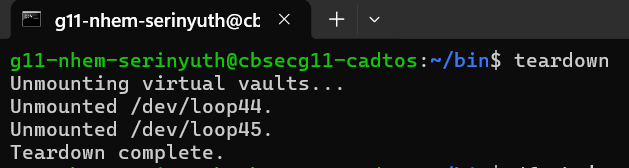 g11-nhem-serinyuth@cb
g11-nhem-serinyuth@cbsecg11-cadtos:~/bin$ teardown
Unmounting virtual vaults...
Unmounted /dev/loop44.
Unmounted /dev/loop45.
Teardown complete.